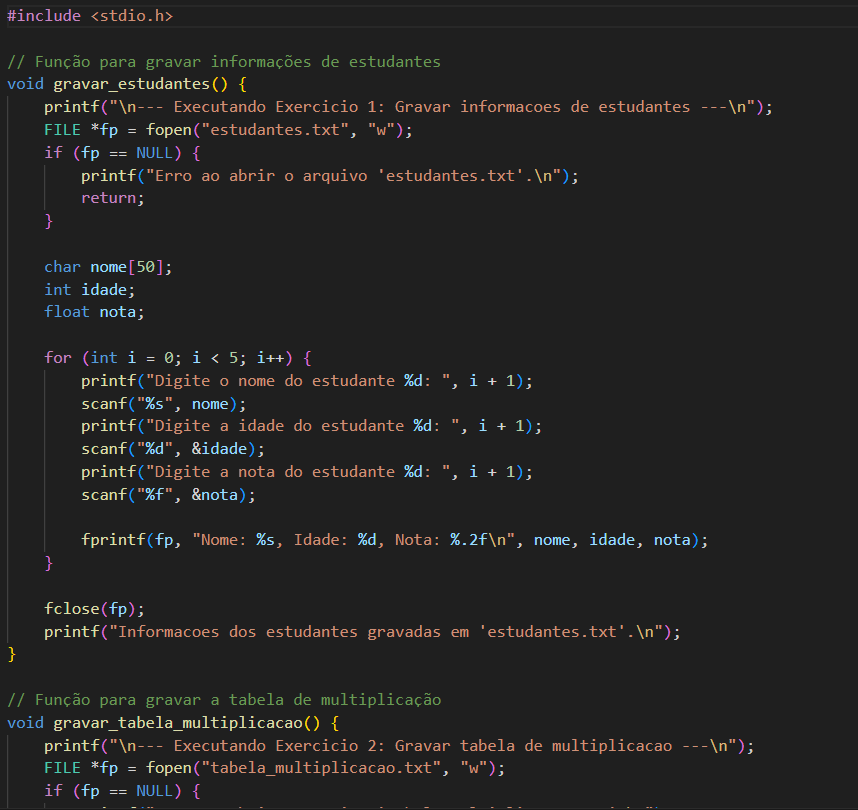 #include <stdio.h>

// Função para gravar informações de estudantes
void gravar_estudantes() {
    printf("\n--- Executando Exercicio 1: Gravar informacoes de estudantes ---\n");
    FILE *fp = fopen("estudantes.txt", "w");
    if (fp == NULL) {
        printf("Erro ao abrir o arquivo 'estudantes.txt'.\n");
        return;
    }

    char nome[50];
    int idade;
    float nota;

    for (int i = 0; i < 5; i++) {
        printf("Digite o nome do estudante %d: ", i + 1);
        scanf("%s", nome);
        printf("Digite a idade do estudante %d: ", i + 1);
        scanf("%d", &idade);
        printf("Digite a nota do estudante %d: ", i + 1);
        scanf("%f", &nota);

        fprintf(fp, "Nome: %s, Idade: %d, Nota: %.2f\n", nome, idade, nota);
    }

    fclose(fp);
    printf("Informacoes dos estudantes gravadas em 'estudantes.txt'.\n");
}

// Função para gravar a tabela de multiplicação
void gravar_tabela_multiplicacao() {
    printf("\n--- Executando Exercicio 2: Gravar tabela de multiplicacao ---\n");
    FILE *fp = fopen("tabela_multiplicacao.txt", "w");
    if (fp == NULL) {